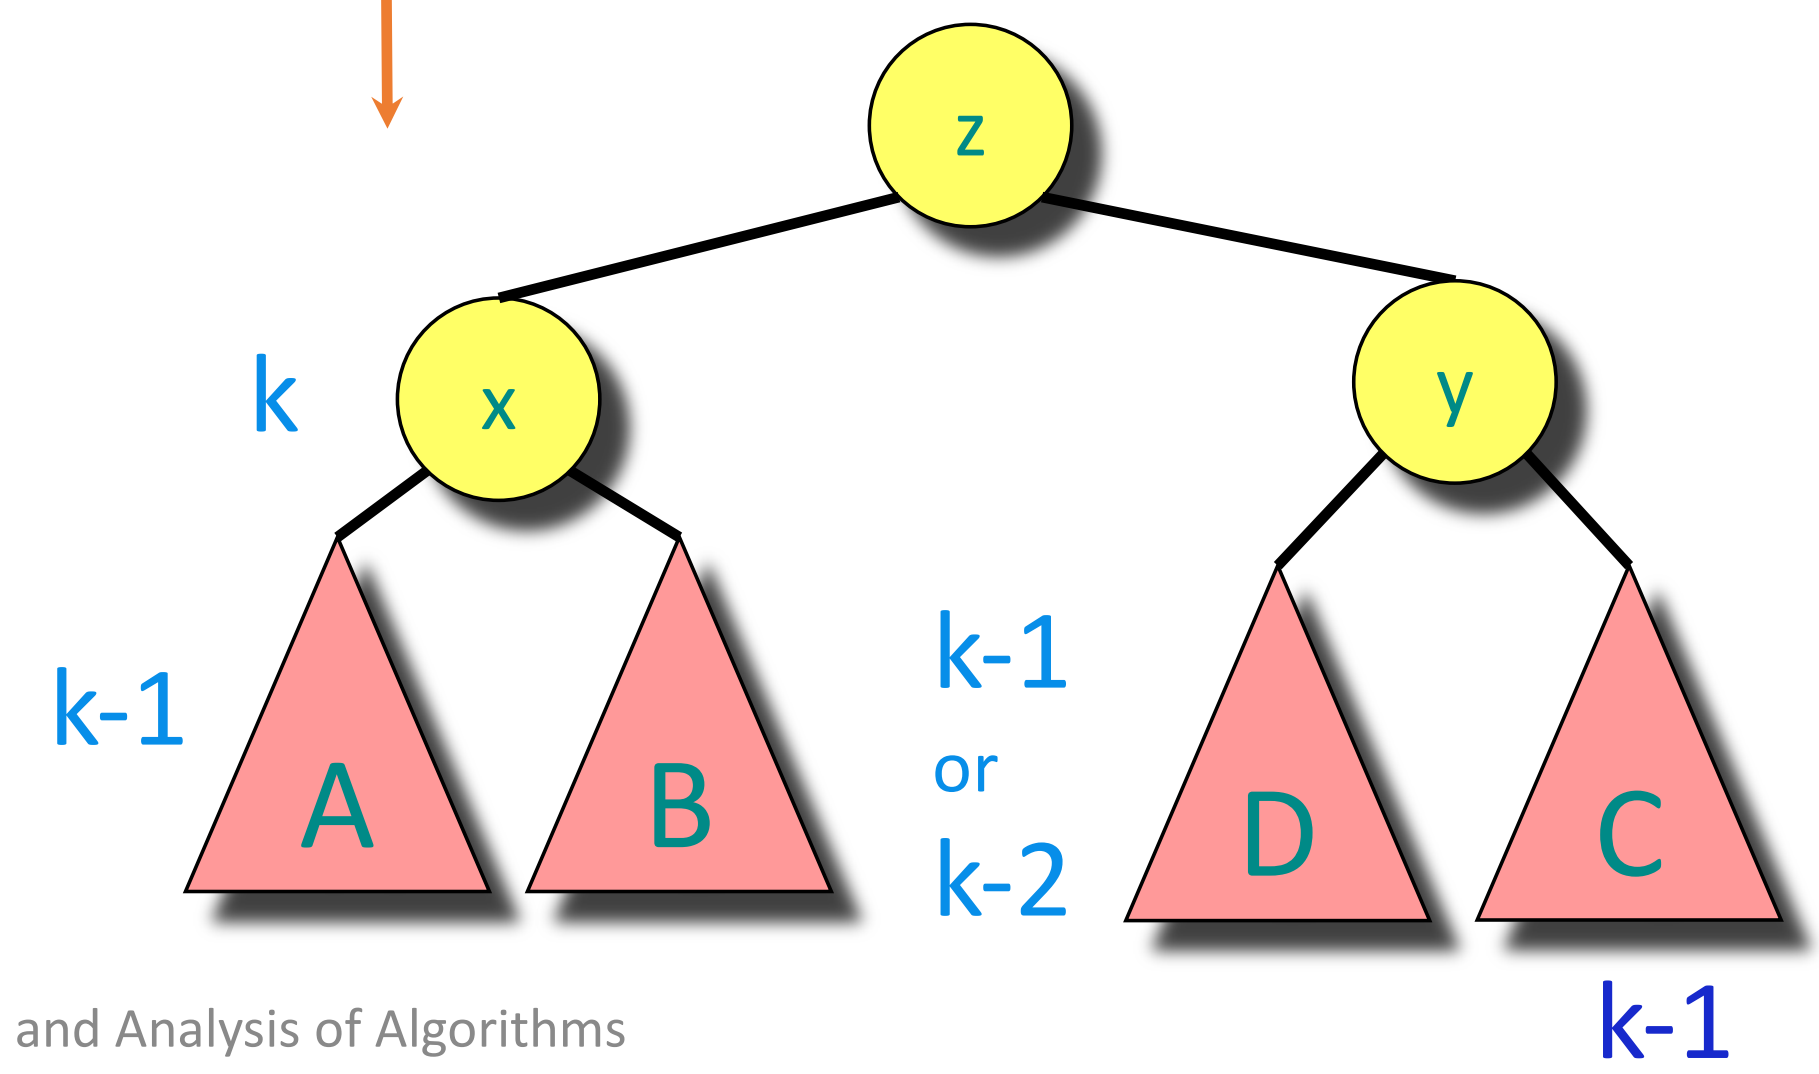 z
k
x
y
k-1
A
B
k-1
or
k-2
D
C
and Analysis of Algorithms
k-1